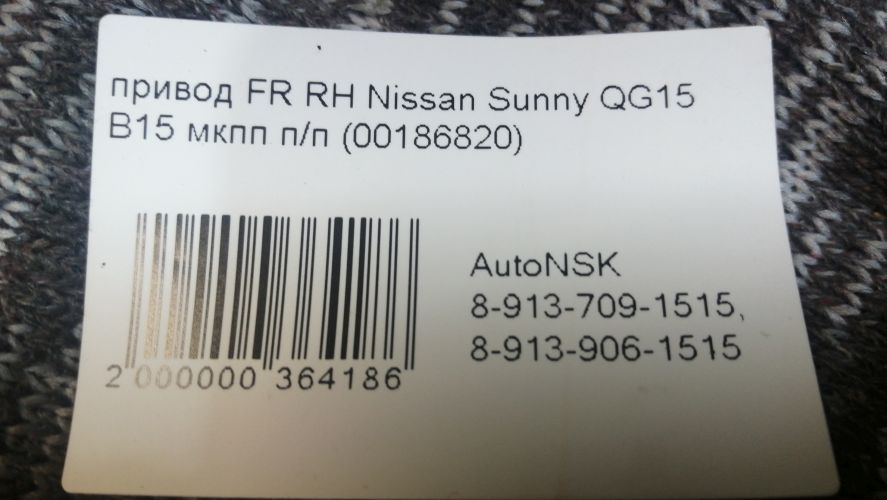 привод FR RH Nissan Sunny QG15
B15 мкпп п/п (00186820)
AutoNSK
8-913-709-1515,
8-913-906-1515
2 000000 364186